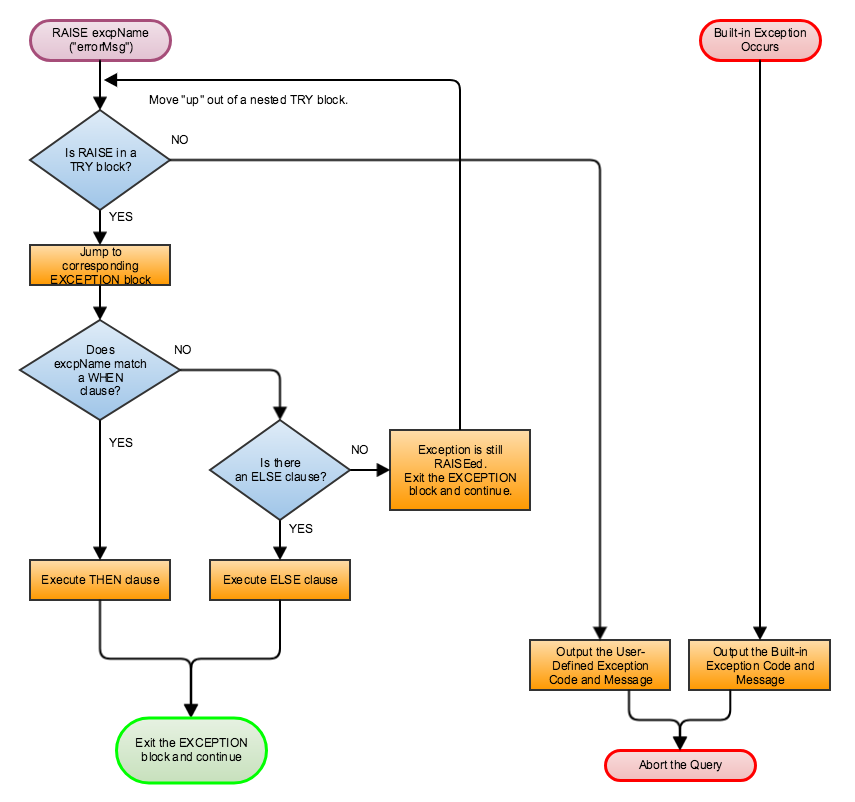 RAISE excpName
("errorMsg")
Built-in Exception
Occurs
Move "up" out of a nested TRY block.
Is RAISE in a
TRY block?
NO
YES
Jump to
corresponding
EXCEPTION block
Does
excpName match
a WHEN
clause?
NO
YES
Is there
an ELSE clause?
NO
YES
Exception is still
RAISEed.
Exit the EXCEPTION
block and continue.
Execute THEN clause
Execute ELSE clause
Output the User-
Defined Exception
Code and Message
Output the Built-in
Exception Code and
Message
Exit the EXCEPTION
block and continue
Abort the Query